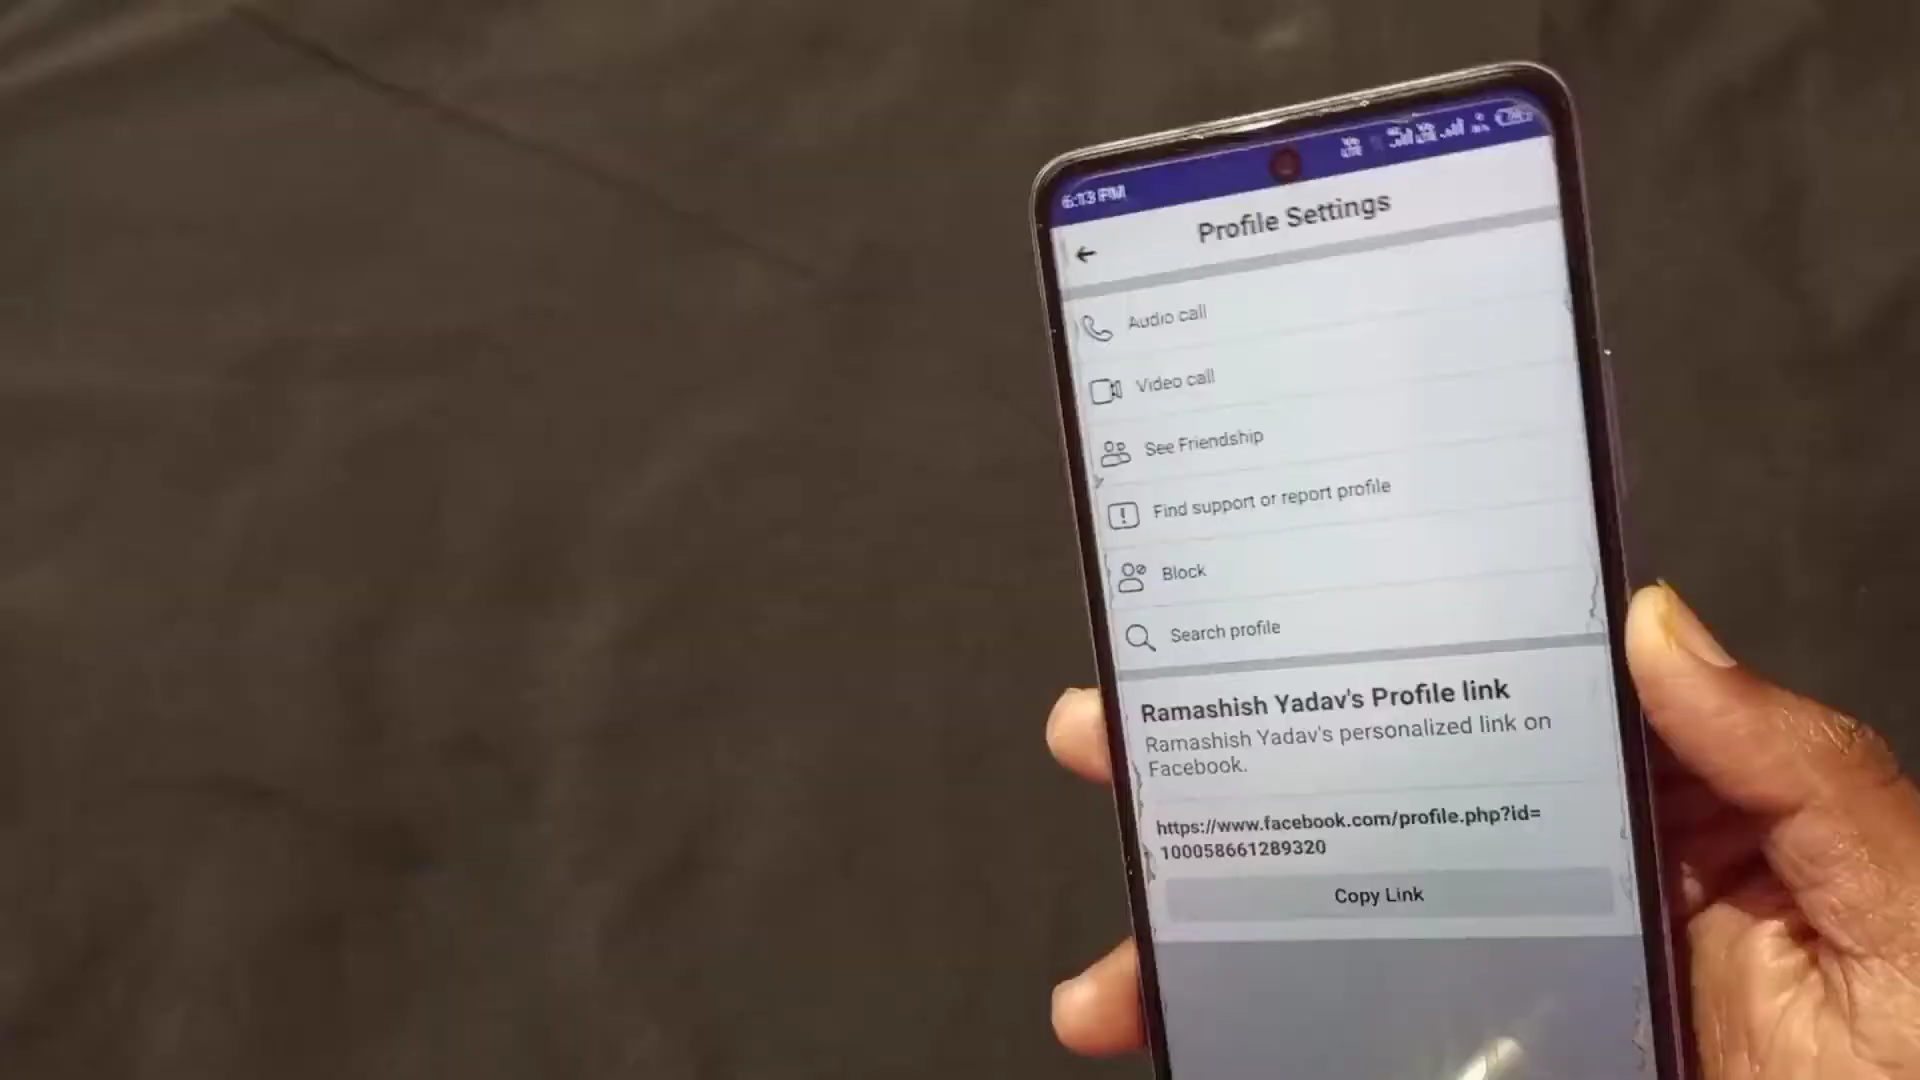 6:13 PM
Profile Settings
Audio call
Video call
See Friendship
Find support or report profile
Block
Search profile
Ramashish Yadav's Profile link
Ramashish Yadav's personalized link on
Facebook.
https://www.facebook.com/profile.php?id=
100058661289320
Copy Link